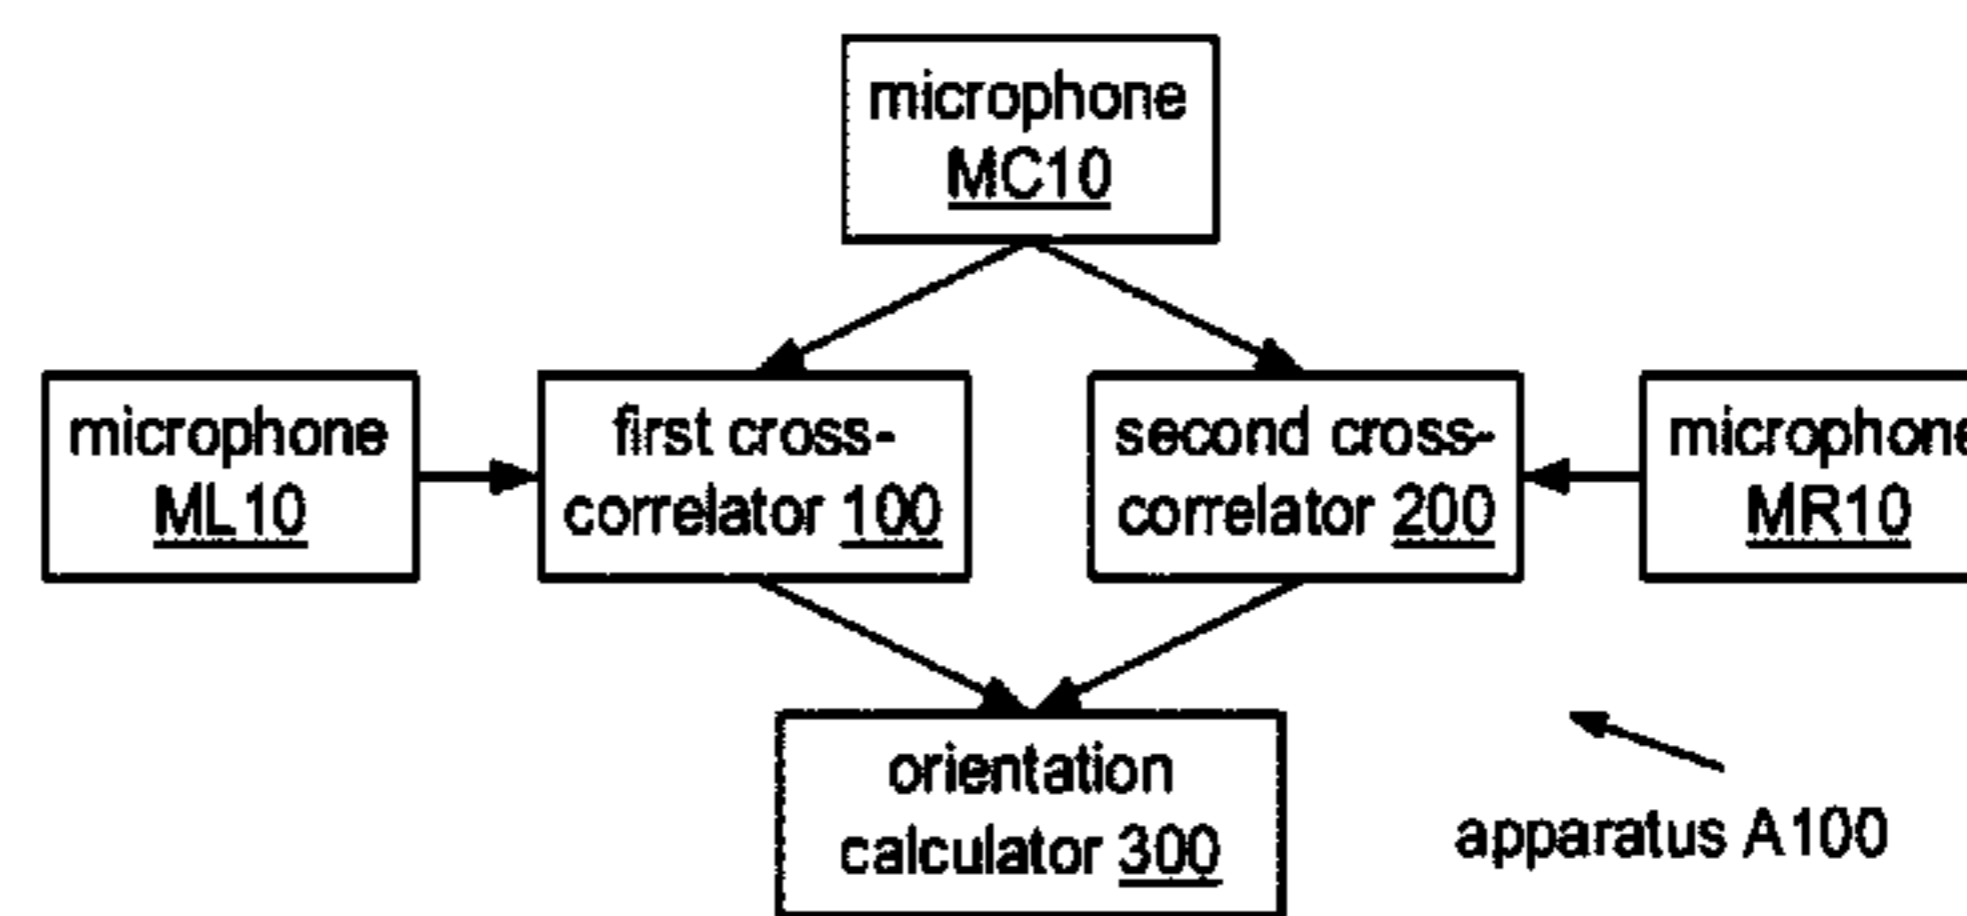 microphone
MC10
microphone
ML10
first cross-
correlator 100
second cross-
correlator 200
microphone
MR10
orientation
calculator 300
apparatus A100